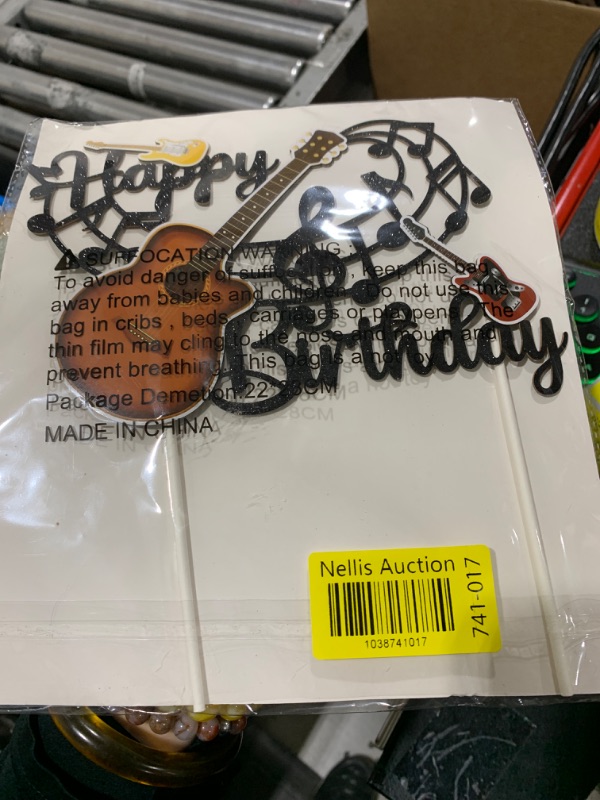 Happy
Birthday
SUFFOCATION WARNING :
To avoid danger of suffocation , keep this bag
away from babies and children . Do not use this
bag in cribs , beds , carriages or playpens . The
thin film may cling to the nose and mouth and
prevent breathing. This bag is a not toy
Package Demetion:22 28CM
MADE IN CHINA
Nellis Auction
1038741017
741-017